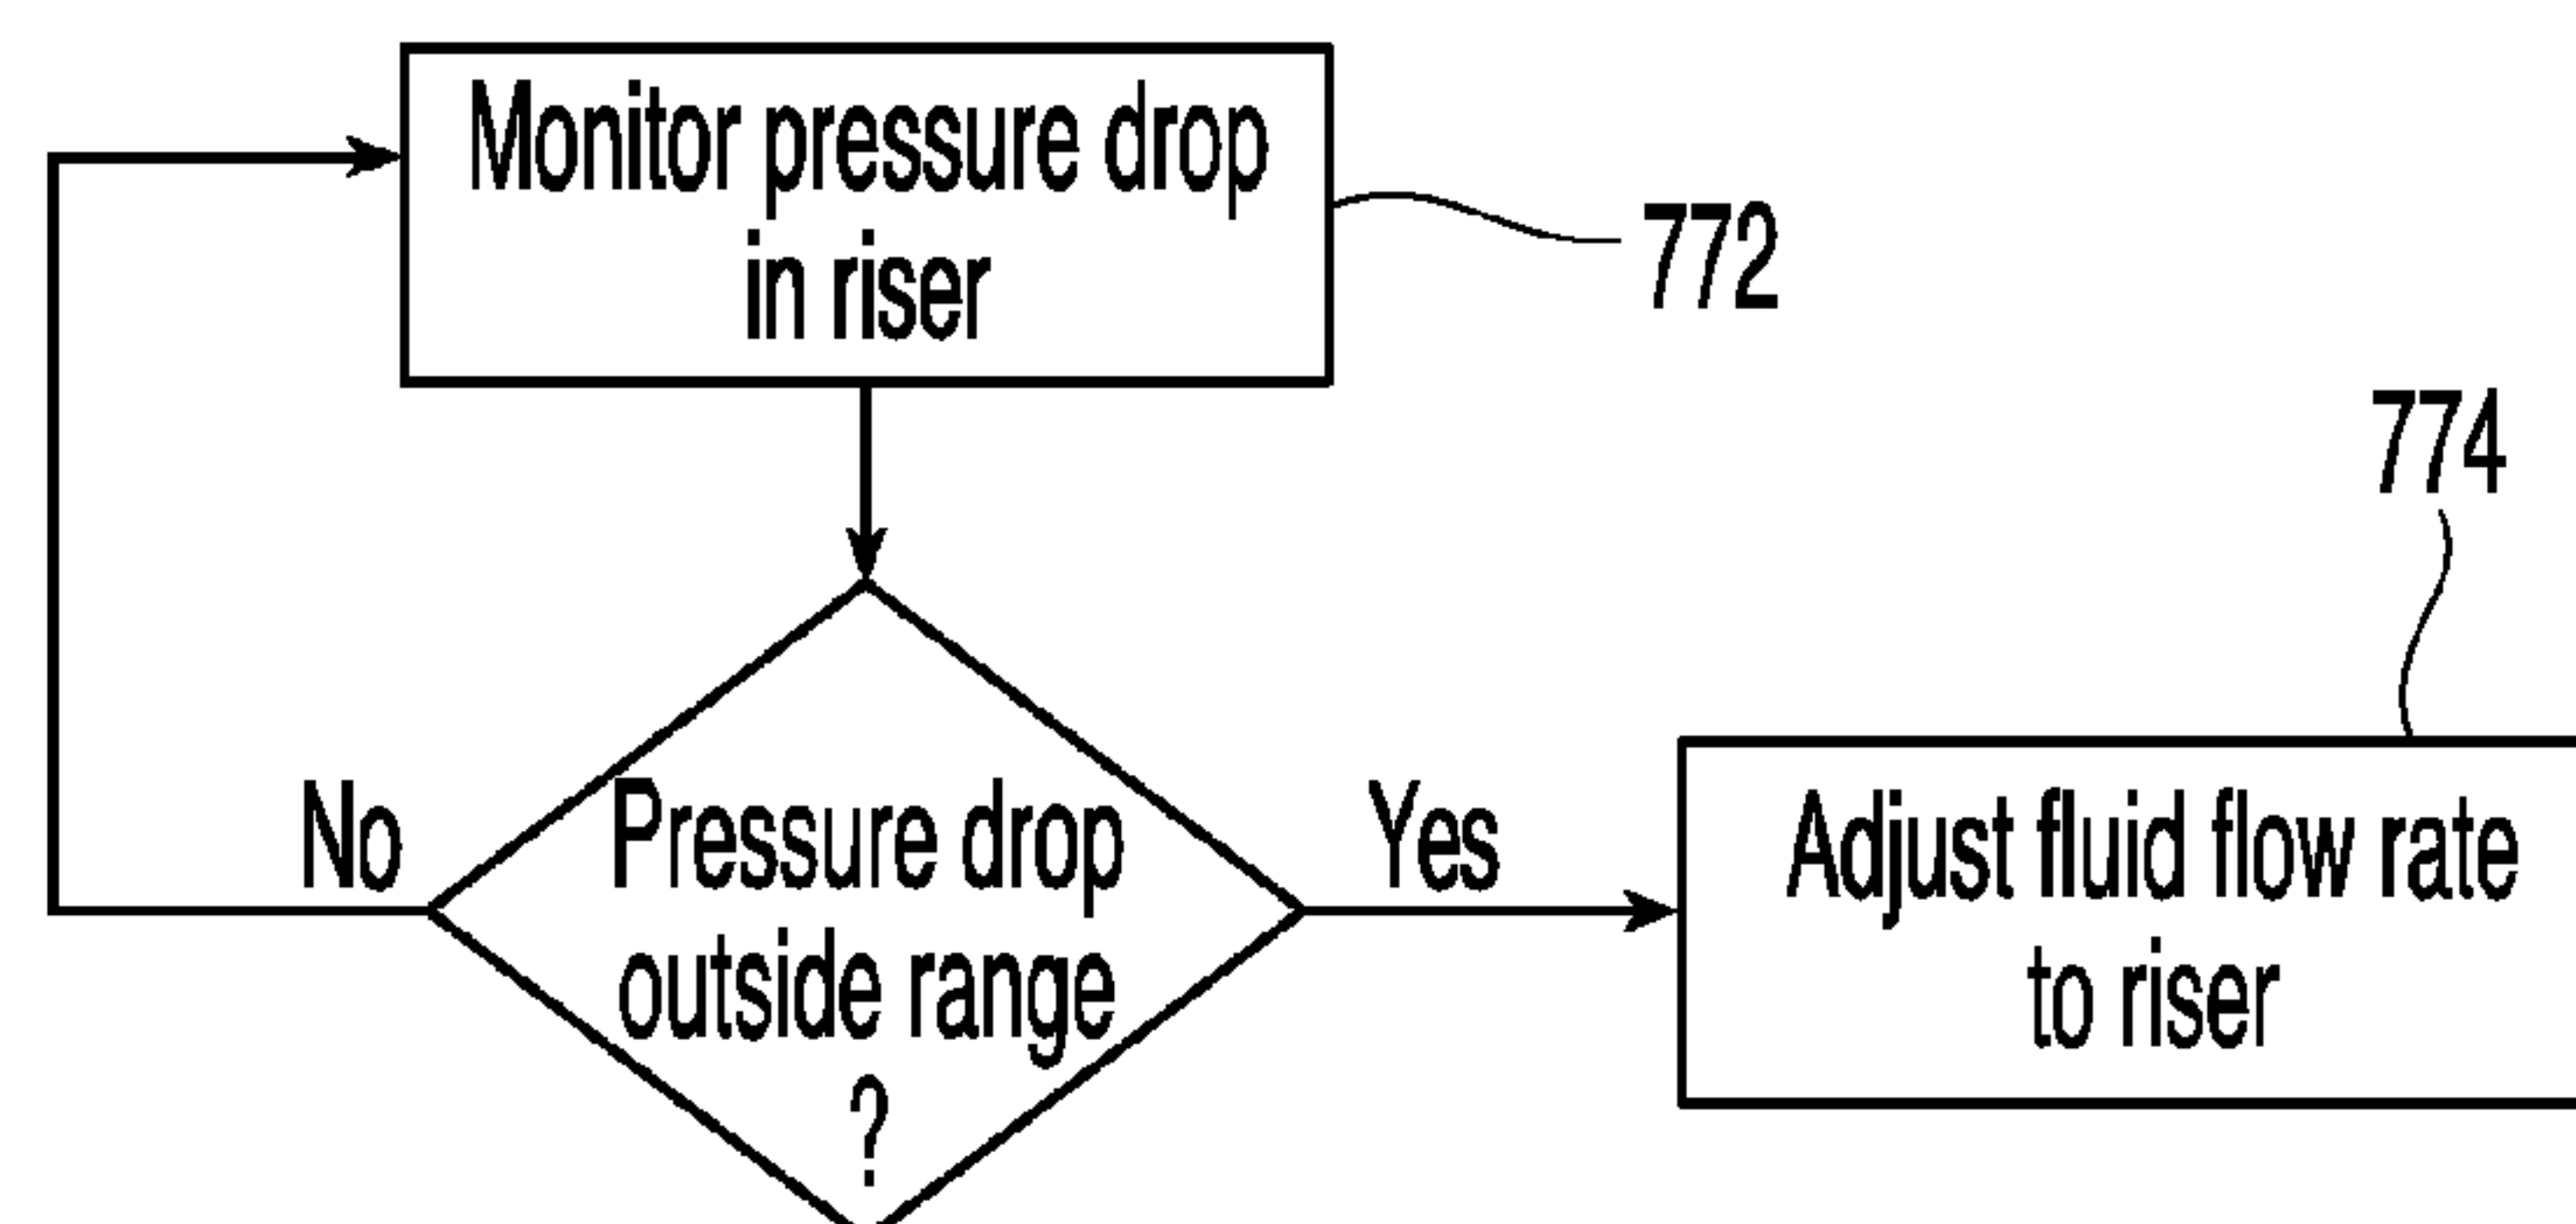 Monitor pressure drop
in riser
772
774
No
Pressure drop
outside range
?
Yes
Adjust fluid flow rate
to riser